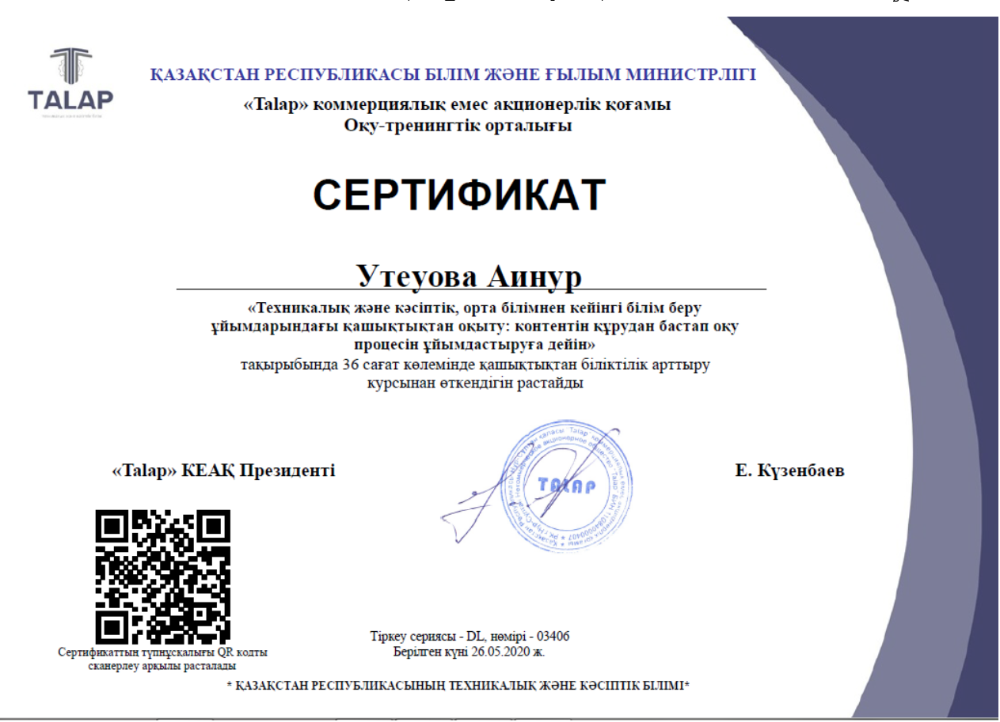 TALAP
ҚАЗАҚСТАН РЕСПУБЛИКАСЫ БІЛІМ ЖӘНЕ ҒЫЛЫМ МИНИСТРЛІГІ
«Talap» коммерциялық емес акционерлік қоғамы
Оқу-тренингтік орталығы
СЕРТИФИКАТ
Утеуова Аинур
«Техникалық және кәсіптік, орта білімнен кейінгі білім беру
ұйымдарындағы қашықтықтан оқыту: контентін құрудан бастап оқу
процесін ұйымдастыруға дейін»
тақырыбында 36 сағат көлемінде қашықтықтан біліктілік арттыру
курсынан өткендігін растайды
«Talap» КЕАҚ Президенті
TALAP
Е. Күзенбаев
Сертификаттың түпнұсқалығы QR кодты
сканерлеу арқылы расталады
Тіркеу сериясы - DL, нөмірі - 03406
Берілген күні 26.05.2020 ж.
* ҚАЗАҚСТАН РЕСПУБЛИКАСЫНЫҢ ТЕХНИКАЛЫҚ ЖӘНЕ КӘСІПТІК БІЛІМІ*